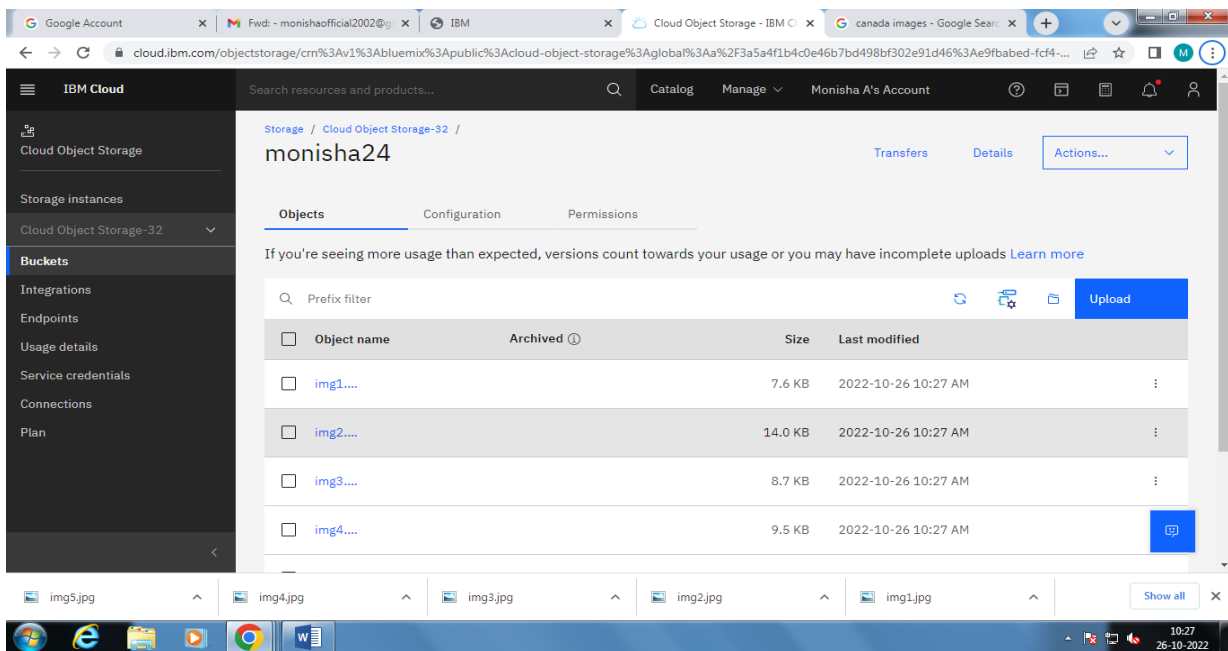 Google Account
Fwd: - monishaofficial2002@g
IBM
Cloud Object Storage - IBM Cl
canada images - Google Searc
cloud.ibm.com/objectstorage/crn%3Av1%3Abluemix%3Apublic%3Acloud-object-storage%3Aglobal%3Aa%2F3a5a4f1b4c0e46b7bd498bf302e91d46%3Ae9fbabed-fcf4-...
M
IBM Cloud
Search resources and products...
Catalog
Manage
Monisha A's Account
Cloud Object Storage
Storage instances
Cloud Object Storage-32
Buckets
Integrations
Endpoints
Usage details
Service credentials
Connections
Plan
Storage / Cloud Object Storage-32 /
monisha24
Transfers
Details
Actions...
Objects
Configuration
Permissions
If you're seeing more usage than expected, versions count towards your usage or you may have incomplete uploads Learn more
Prefix filter
Upload
Object name Archived Size Last modified
img1.... 7.6 KB 2022-10-26 10:27 AM
img2.... 14.0 KB 2022-10-26 10:27 AM
img3.... 8.7 KB 2022-10-26 10:27 AM
img4.... 9.5 KB 2022-10-26 10:27 AM
img5.jpg
img4.jpg
img3.jpg
img2.jpg
img1.jpg
Show all
W
10:27
26-10-2022